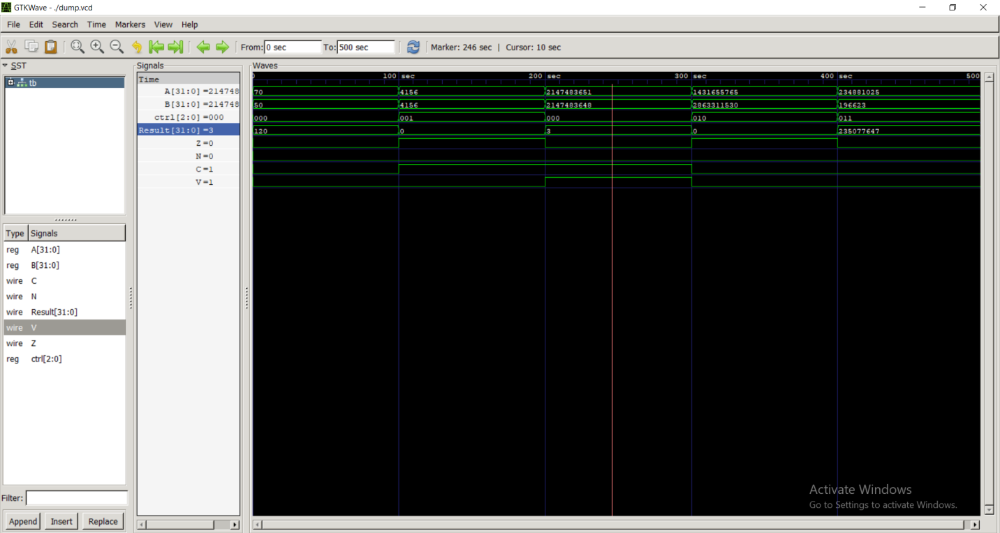 GTKWave - ./dump.vcd
File Edit Search Time Markers View Help
From: 0 sec To: 500 sec Marker: 246 sec | Cursor: 10 sec
SST
tb
Type Signals
reg A[31:0]
reg B[31:0]
wire C
wire N
wire Result[31:0]
wire V
wire Z
reg ctrl[2:0]
Filter:
Append Insert Replace
Signals
Time
A[31:0] =214748
B[31:0] =214748
ctrl[2:0] =000
Result[31:0] =3
Z =0
N =0
C =1
V =1
Waves
0 100 sec 200 sec 300 sec 400 sec 500
70 4156 2147483651 1431655765 234881025
50 4156 2147483648 2863311530 196623
000 001 000 010 011
120 0 3 0 235077647
Activate Windows
Go to Settings to activate Windows.